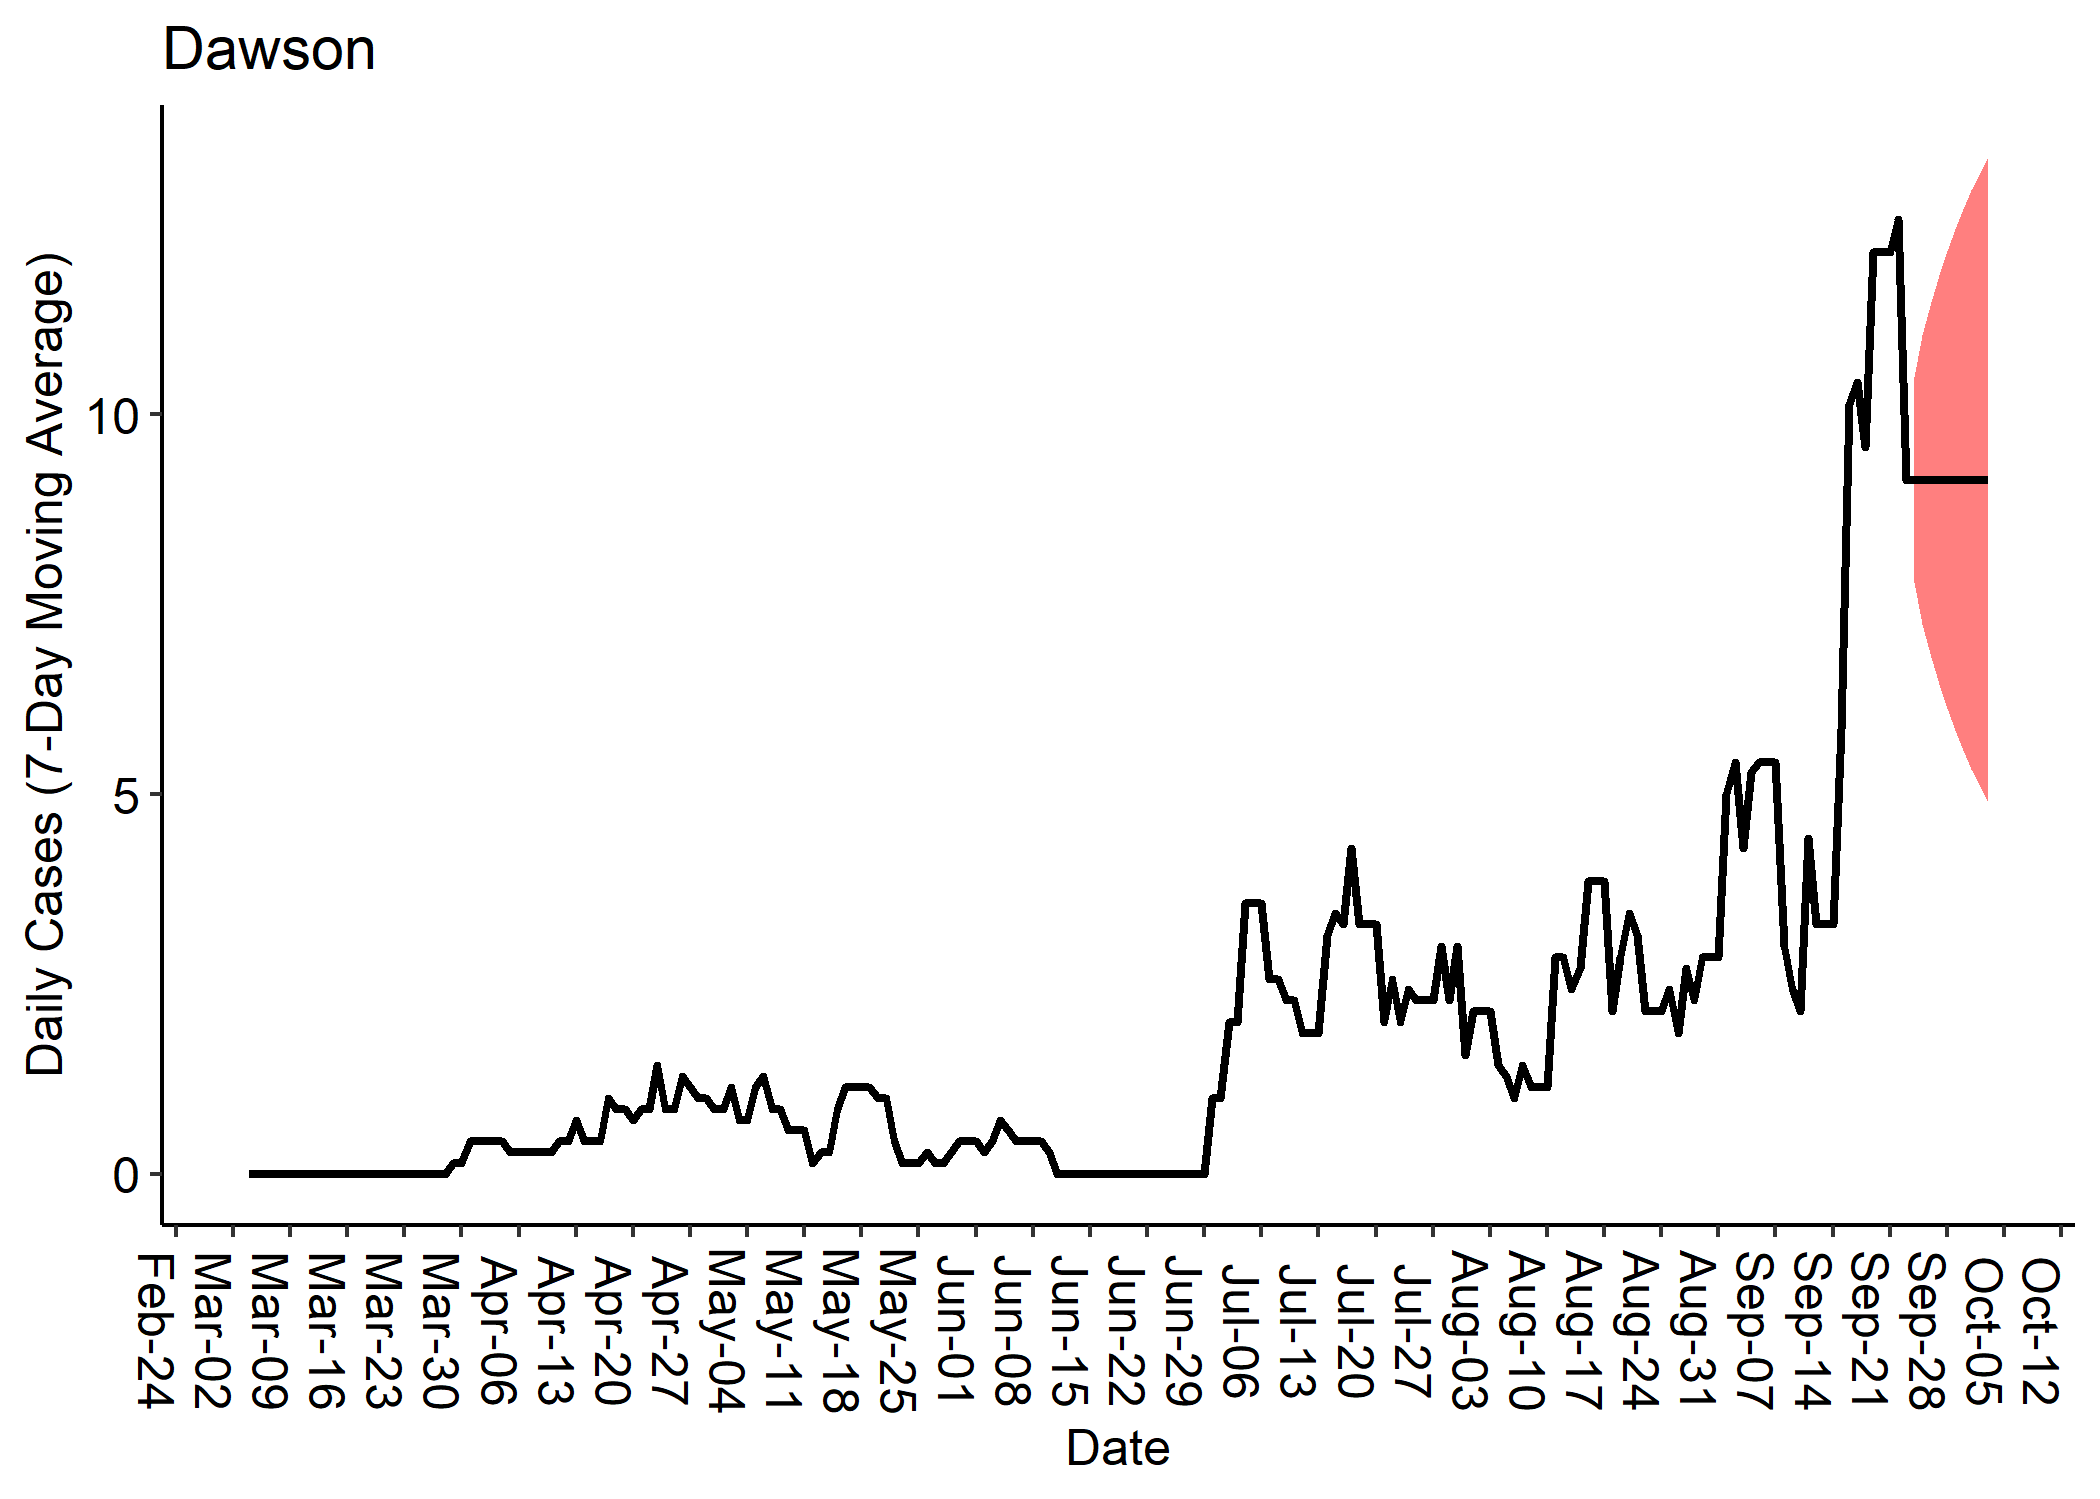 Dawson
Daily Cases (7-Day Moving Average)
10
5
0
Feb-24
Mar-02
Mar-09
Mar-16
Mar-23
Mar-30
Apr-06
Apr-13
Apr-20
Apr-27
May-04
May-11
May-18
May-25
Jun-01
Jun-08
Jun-15
Jun-22
Jun-29
Jul-06
Jul-13
Jul-20
Jul-27
Aug-03
Aug-10
Aug-17
Aug-24
Aug-31
Sep-07
Sep-14
Sep-21
Sep-28
Oct-05
Oct-12
Date